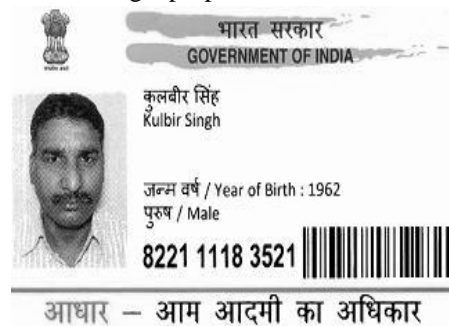 भारत सरकार
GOVERNMENT OF INDIA
कुलबीर सिंह
Kulbir Singh
जन्म वर्ष / Year of Birth : 1962
पुरुष / Male
8221 1118 3521
आधार – आम आदमी का अधिकार